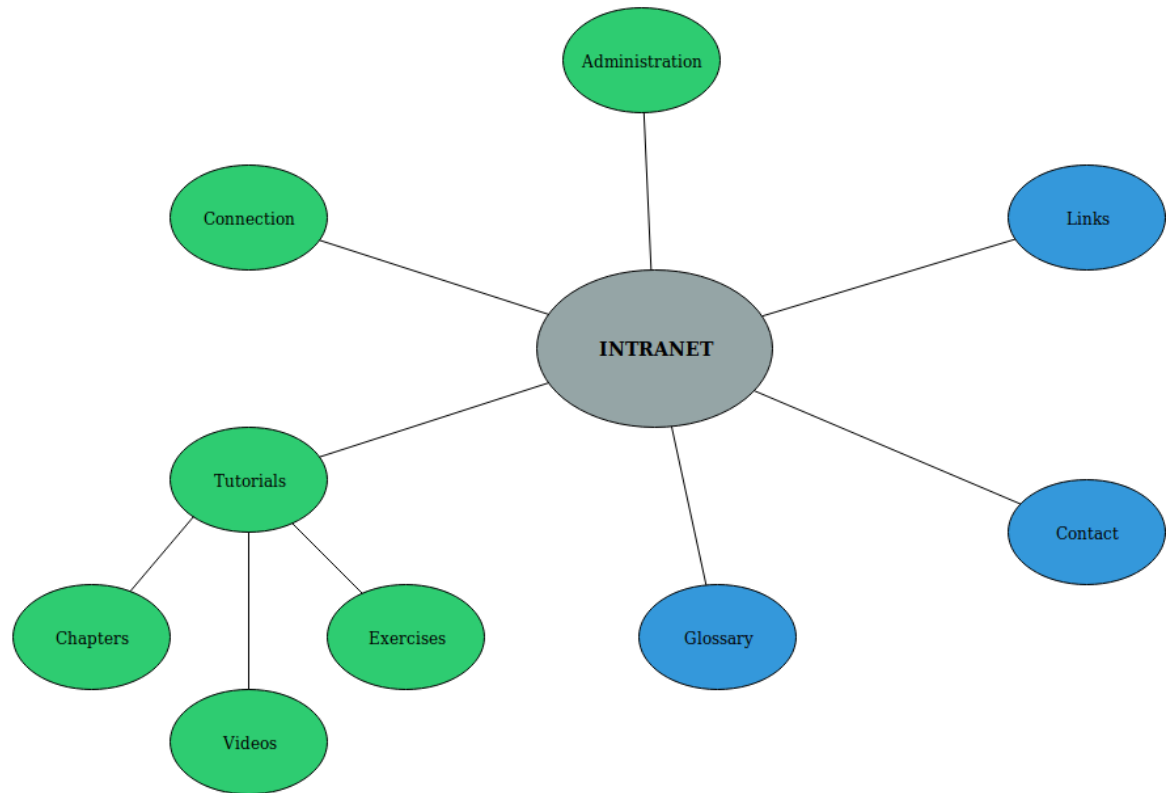 Administration
Connection
Links
INTRANET
Tutorials
Contact
Chapters
Exercises
Glossary
Videos